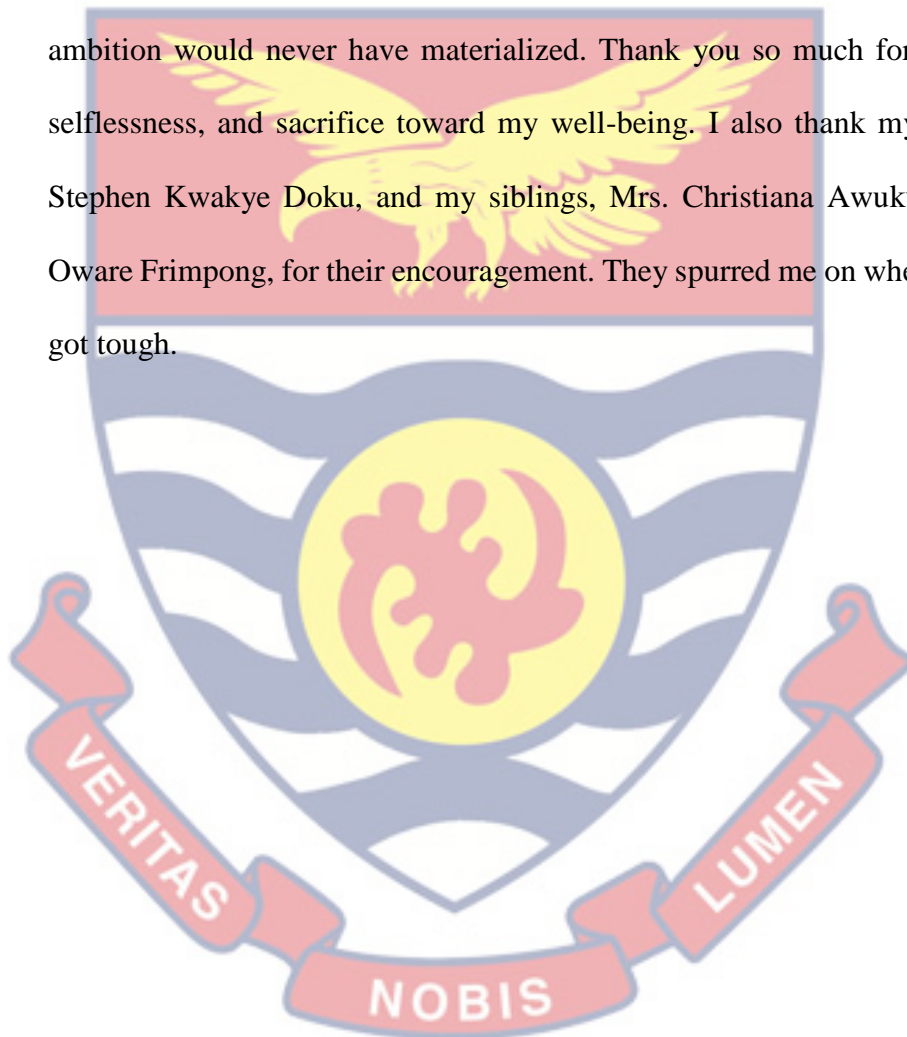 ambition would never have materialized. Thank you so much for
selflessness, and sacrifice toward my well-being. I also thank my
Stephen Kwakye Doku, and my siblings, Mrs. Christiana
Oware Frimpong, for their encouragement. They spurred me on
got tough.
VERITAS
NOBIS
LUMEN